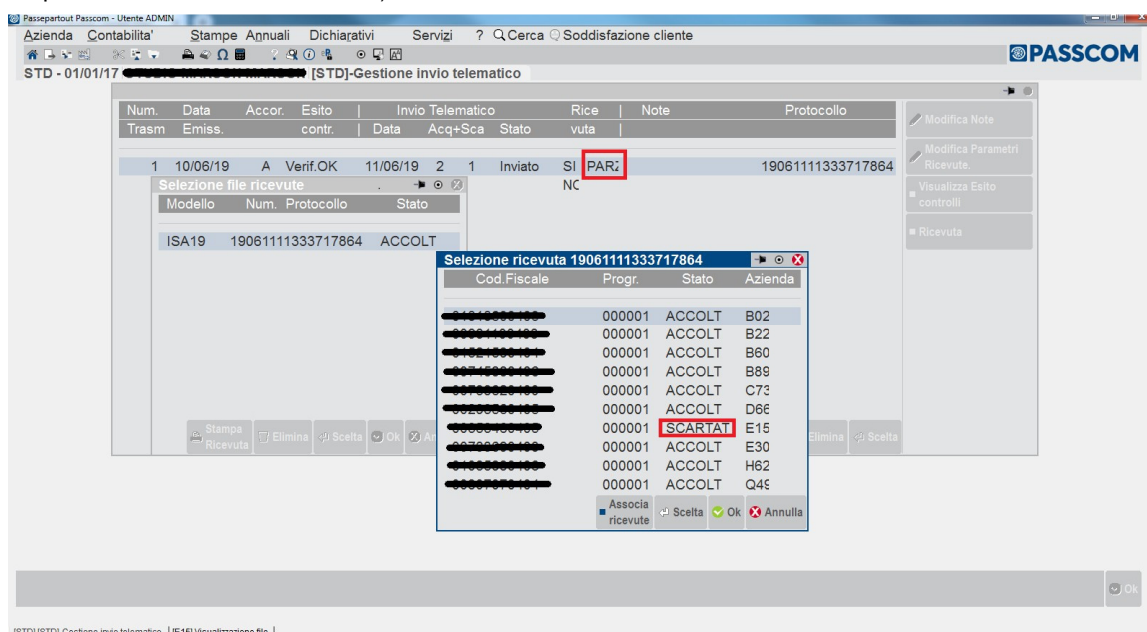 Passepartout Passcom - Utente ADMIN
Azienda Contabilita' Stampe Annuali Dichiarativi Servizi ? Cerca Soddisfazione cliente
PASSCOM
STD - 01/01/17 [STD]-Gestione invio telematico
Num. Data Accor. Esito | Invio Telematico Rice | Note Protocollo
Trasm Emiss. contr. | Data Acq+Sca Stato vuta |
Modifica Note
Modifica Parametri
Ricevute.
1 10/06/19 A Verif.OK 11/06/19 2 1 Inviato SI PARZ 19061111333717864
NO
Visualizza Esito
controlli
Ricevuta
Selezione file ricevute
Modello Num. Protocollo Stato
ISA19 19061111333717864 ACCOLT
Selezione ricevuta 19061111333717864
Cod.Fiscale Progr. Stato Azienda
000001 ACCOLT B02
000001 ACCOLT B22
000001 ACCOLT B60
000001 ACCOLT B89
000001 ACCOLT C73
000001 ACCOLT D66
000001 SCARTAT E15
000001 ACCOLT E30
000001 ACCOLT H62
000001 ACCOLT Q49
Associa
ricevute
Scelta Ok Annulla
Stampa
Ricevuta
Elimina Scelta Ok An
Elimina Scelta
Ok
[STD][STD] Gestione invio telematico | [E15] Visualizzazione file |